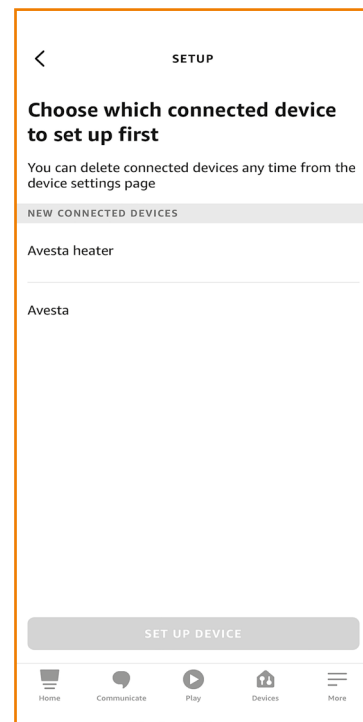 SETUP
Choose which connected device
to set up first
You can delete connected devices any time from the
device settings page
NEW CONNECTED DEVICES
Avesta heater
Avesta
SET UP DEVICE
Home Communicate Play Devices More